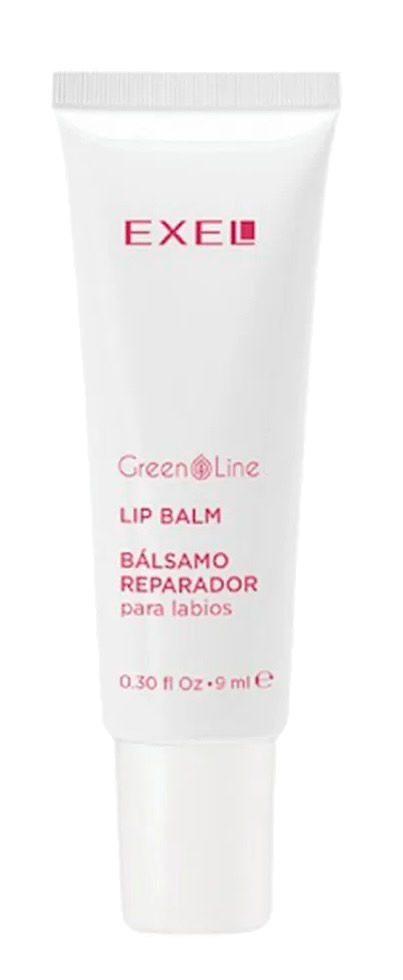 EXEL
Green Line
LIP BALM
BÁLSAMO
REPARADOR
para labios
0.30 fl Oz • 9 ml ℮